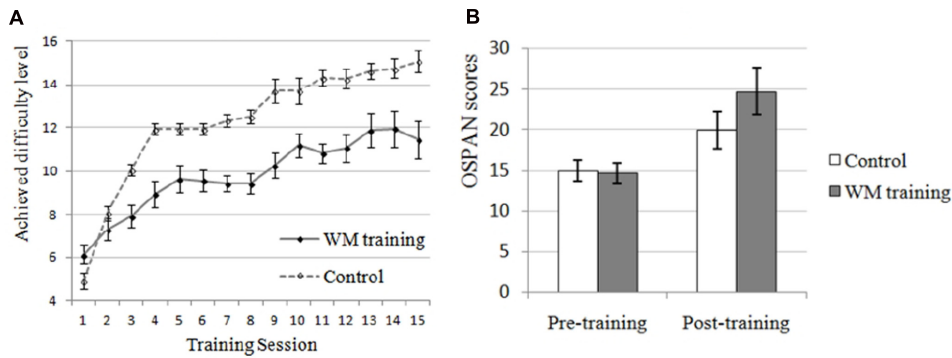 A
Achieved difficulty level
16
14
12
10
8
6
4
WM training
Control
1 2 3 4 5 6 7 8 9 10 11 12 13 14 15
Training Session
B
OSPAN scores
30
25
20
15
10
5
0
Pre-training Post-training
Control
WM training